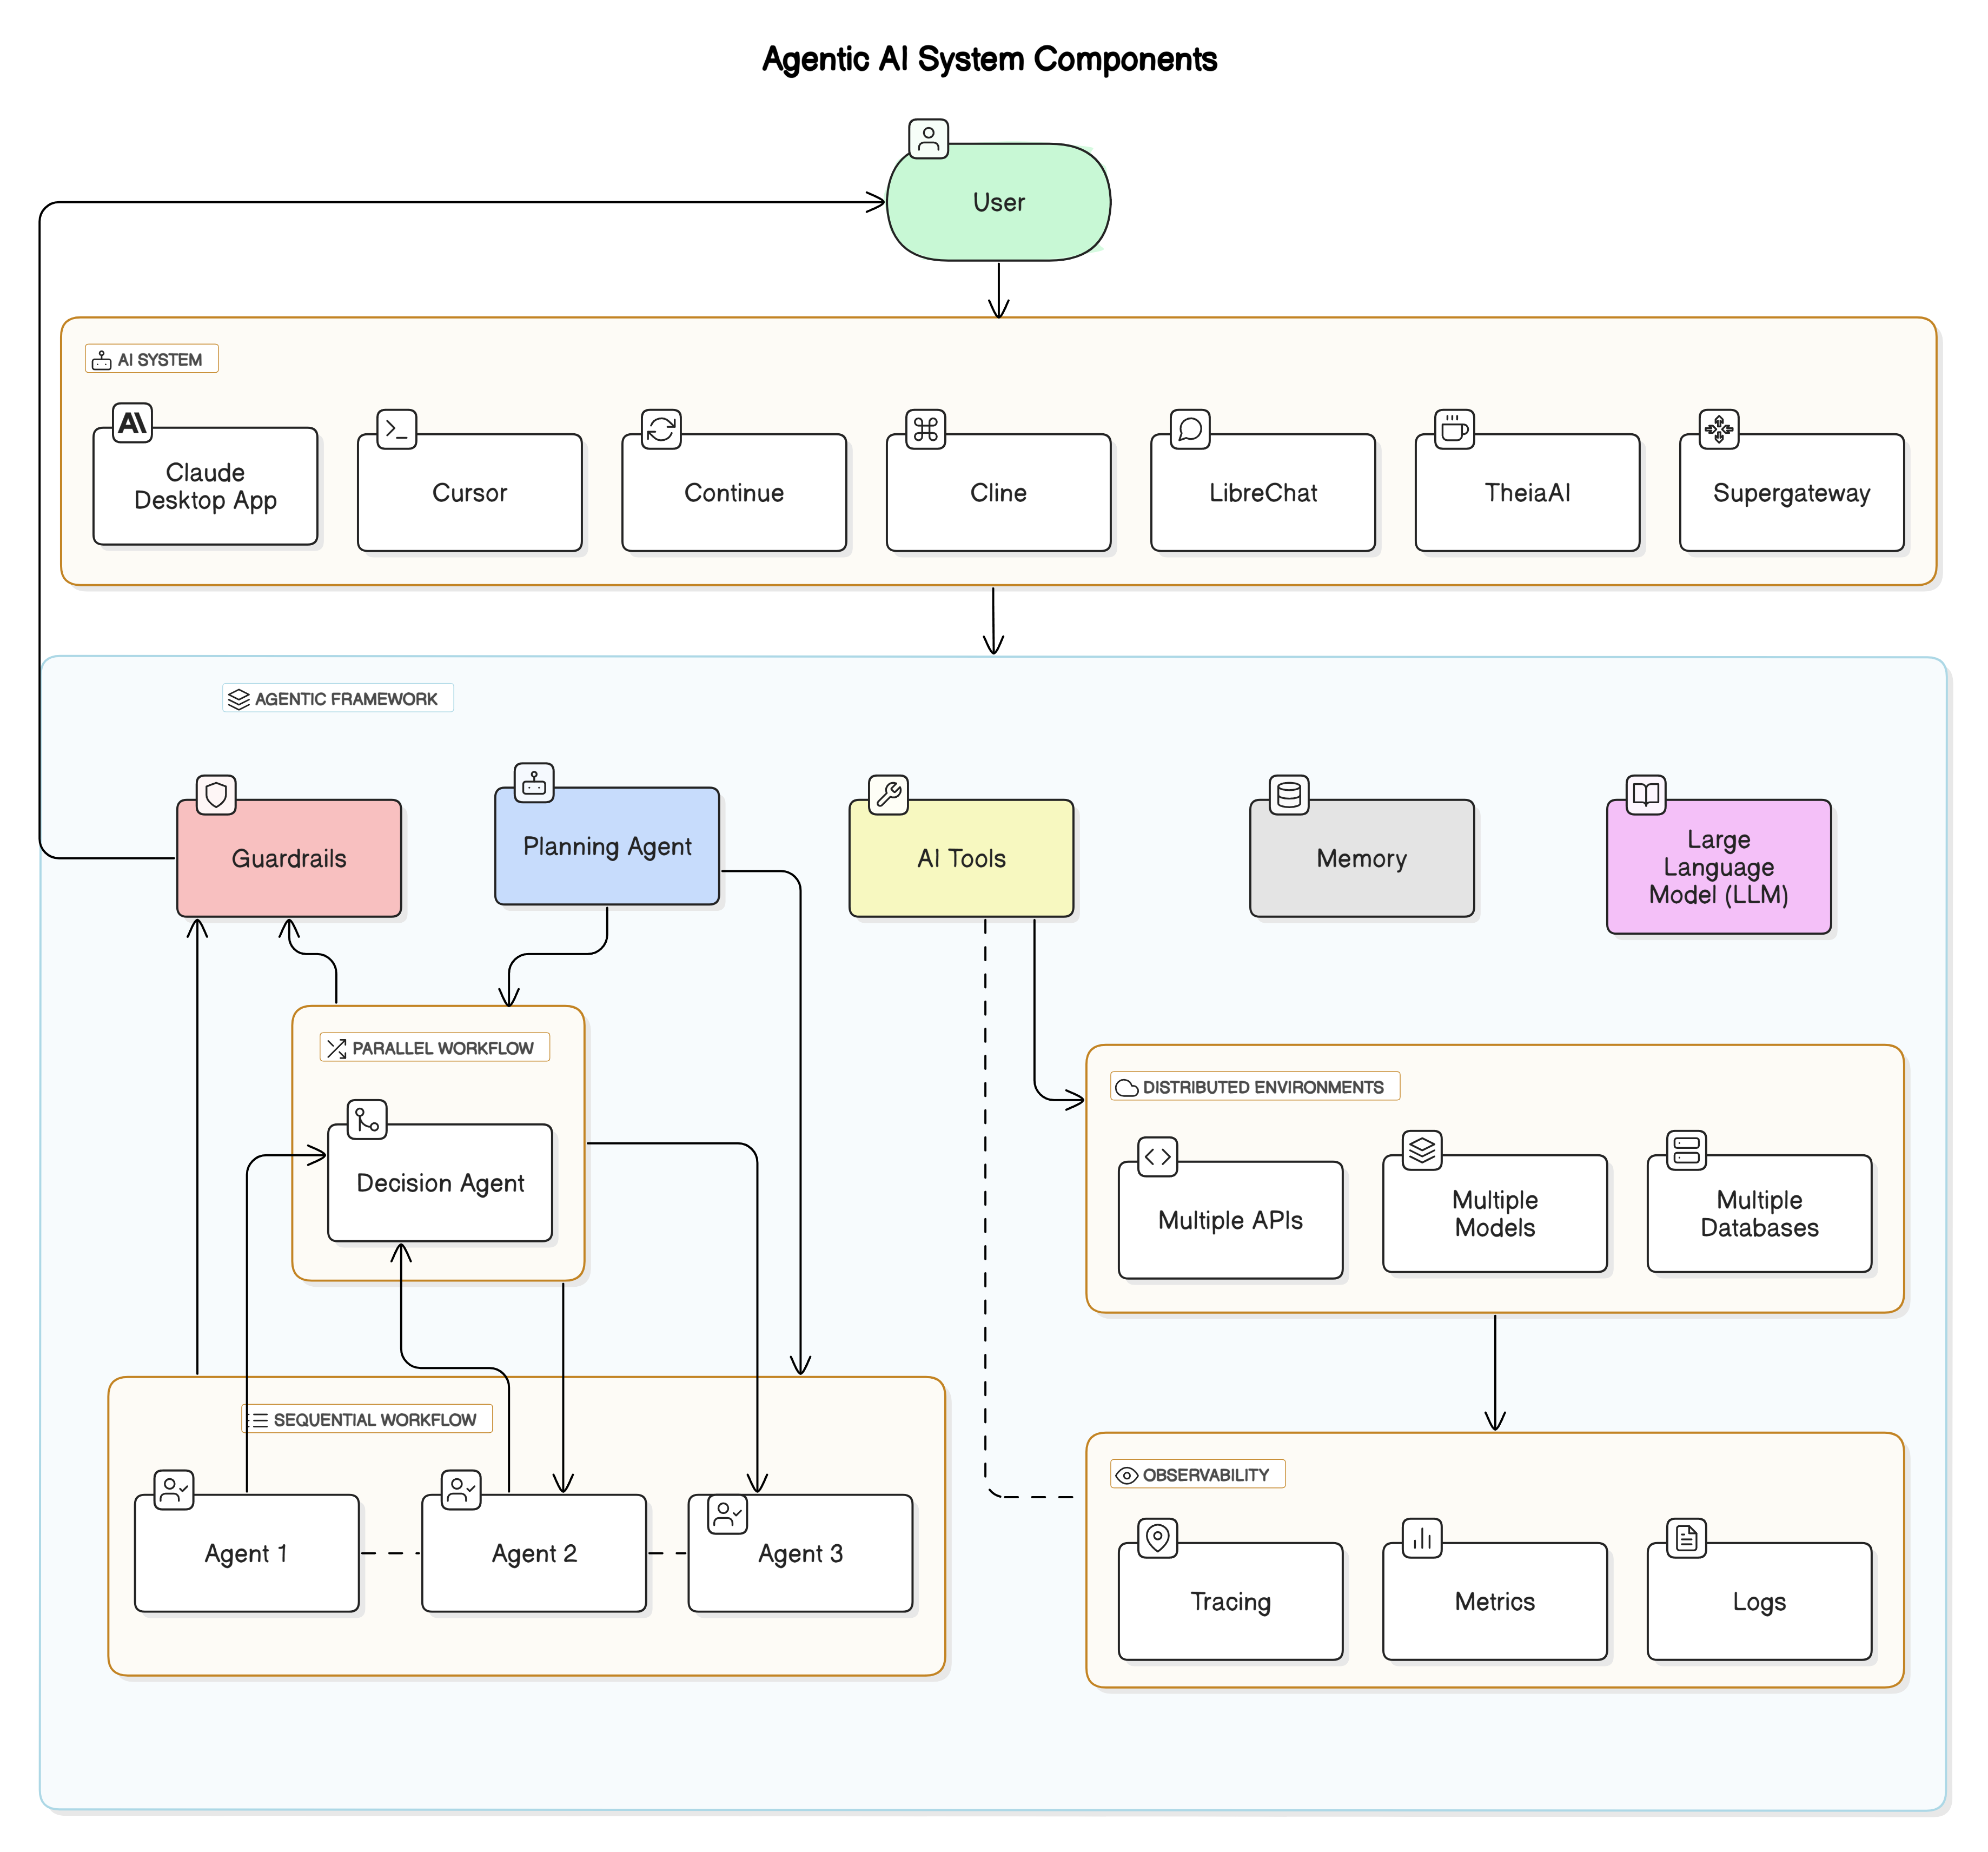 Agentic AI System Components
User
AI SYSTEM
Claude
Desktop App
Cursor
Continue
Cline
LibreChat
TheiaAI
Supergateway
AGENTIC FRAMEWORK
Guardrails
Planning Agent
AI Tools
Memory
Large
Language
Model (LLM)
PARALLEL WORKFLOW
Decision Agent
DISTRIBUTED ENVIRONMENTS
Multiple APIs
Multiple
Models
Multiple
Databases
SEQUENTIAL WORKFLOW
Agent 1
Agent 2
Agent 3
OBSERVABILITY
Tracing
Metrics
Logs